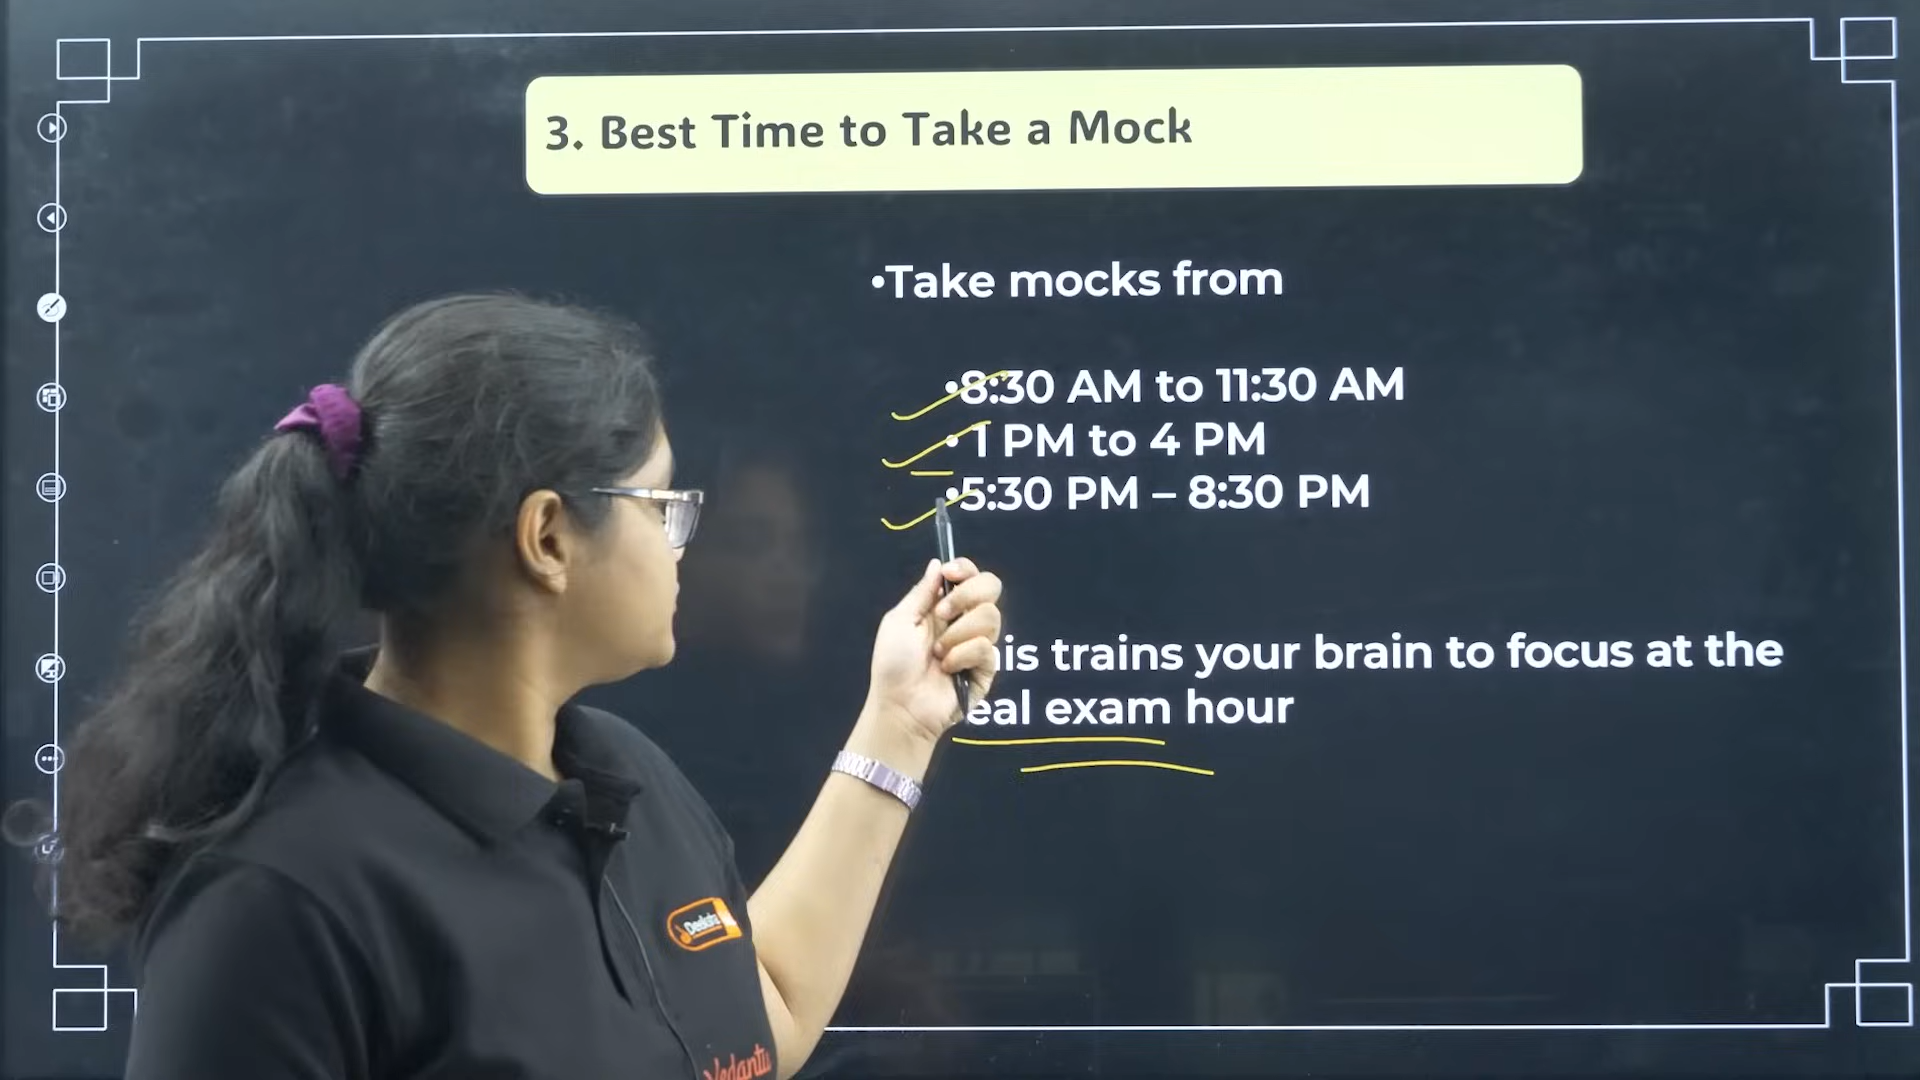 3. Best Time to Take a Mock
•Take mocks from
•8:30 AM to 11:30 AM
• 1 PM to 4 PM
•5:30 PM – 8:30 PM
his trains your brain to focus at the
eal exam hour
Vedantu